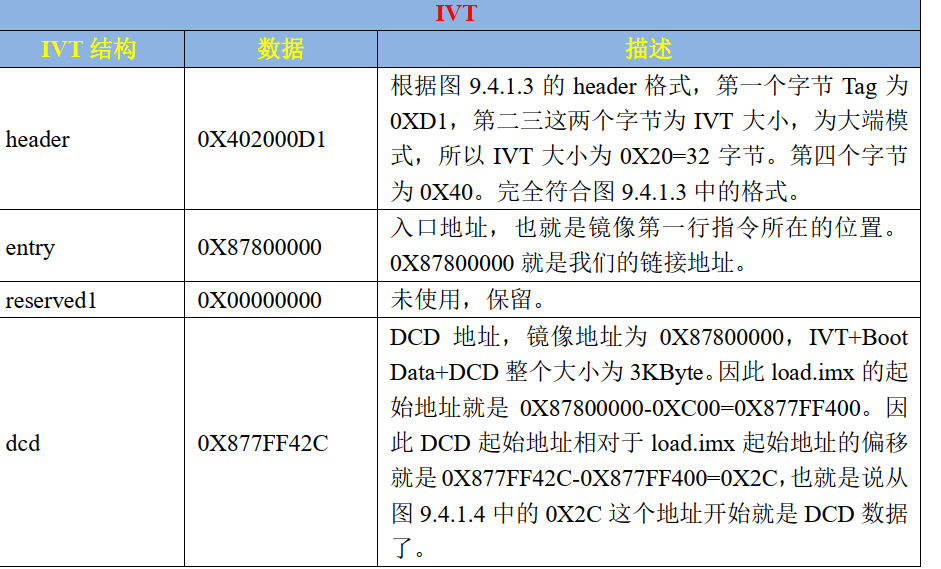 IVT
IVT 结构 数据 描述
header 0X402000D1
根据图 9.4.1.3 的 header 格式，第一个字节 Tag 为
0XD1，第二三这两个字节为 IVT 大小，为大端模
式，所以 IVT 大小为 0X20=32 字节。第四个字节
为 0X40。完全符合图 9.4.1.3 中的格式。
entry 0X87800000
入口地址，也就是镜像第一行指令所在的位置。
0X87800000 就是我们的链接地址。
reserved1 0X00000000 未使用，保留。
dcd 0X877FF42C
DCD 地址，镜像地址为 0X87800000，IVT+Boot
Data+DCD 整个大小为 3KByte。因此 load.imx 的起
始地址就是 0X87800000-0XC00=0X877FF400。因
此 DCD 起始地址相对于 load.imx 起始地址的偏移
就是 0X877FF42C-0X877FF400=0X2C，也就是说从
图 9.4.1.4 中的 0X2C 这个地址开始就是 DCD 数据
了。